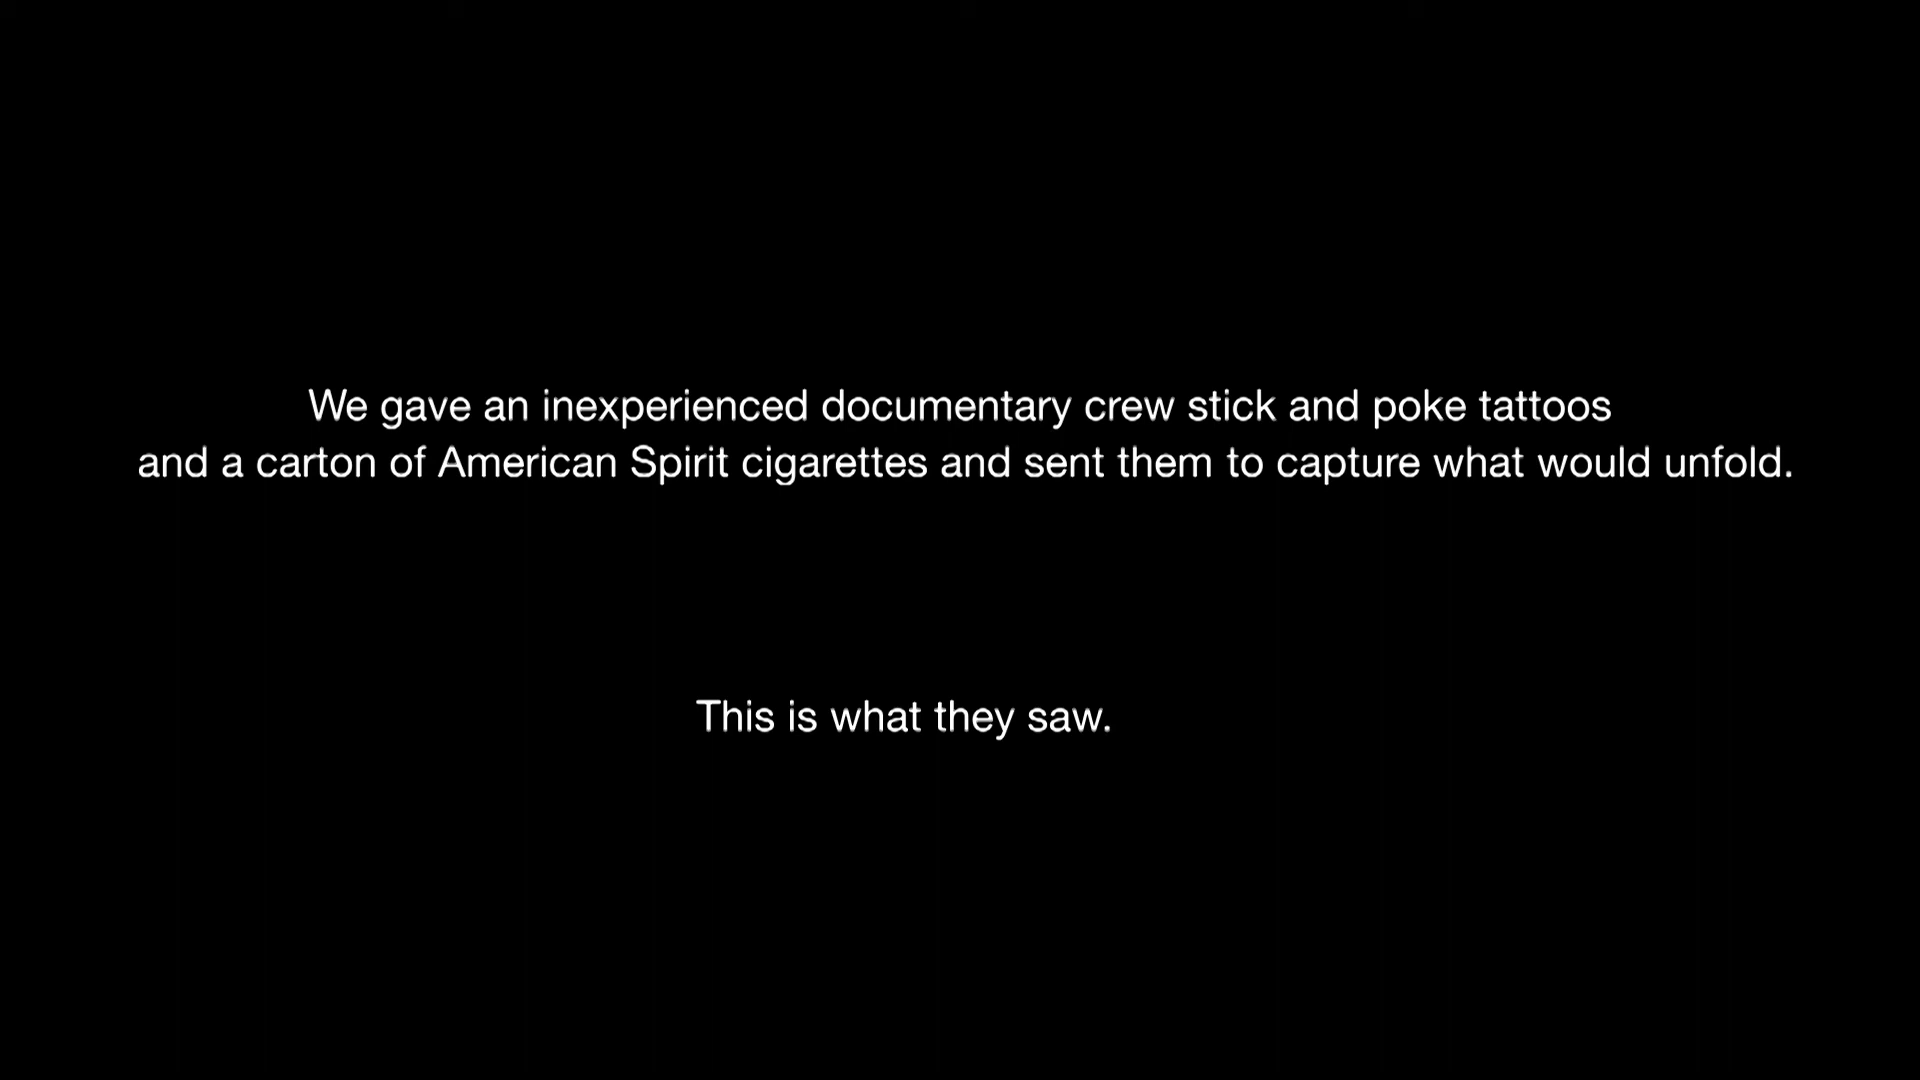 We gave an inexperienced documentary crew stick and poke tattoos
and a carton of American Spirit cigarettes and sent them to capture what would unfold.
This is what they saw.